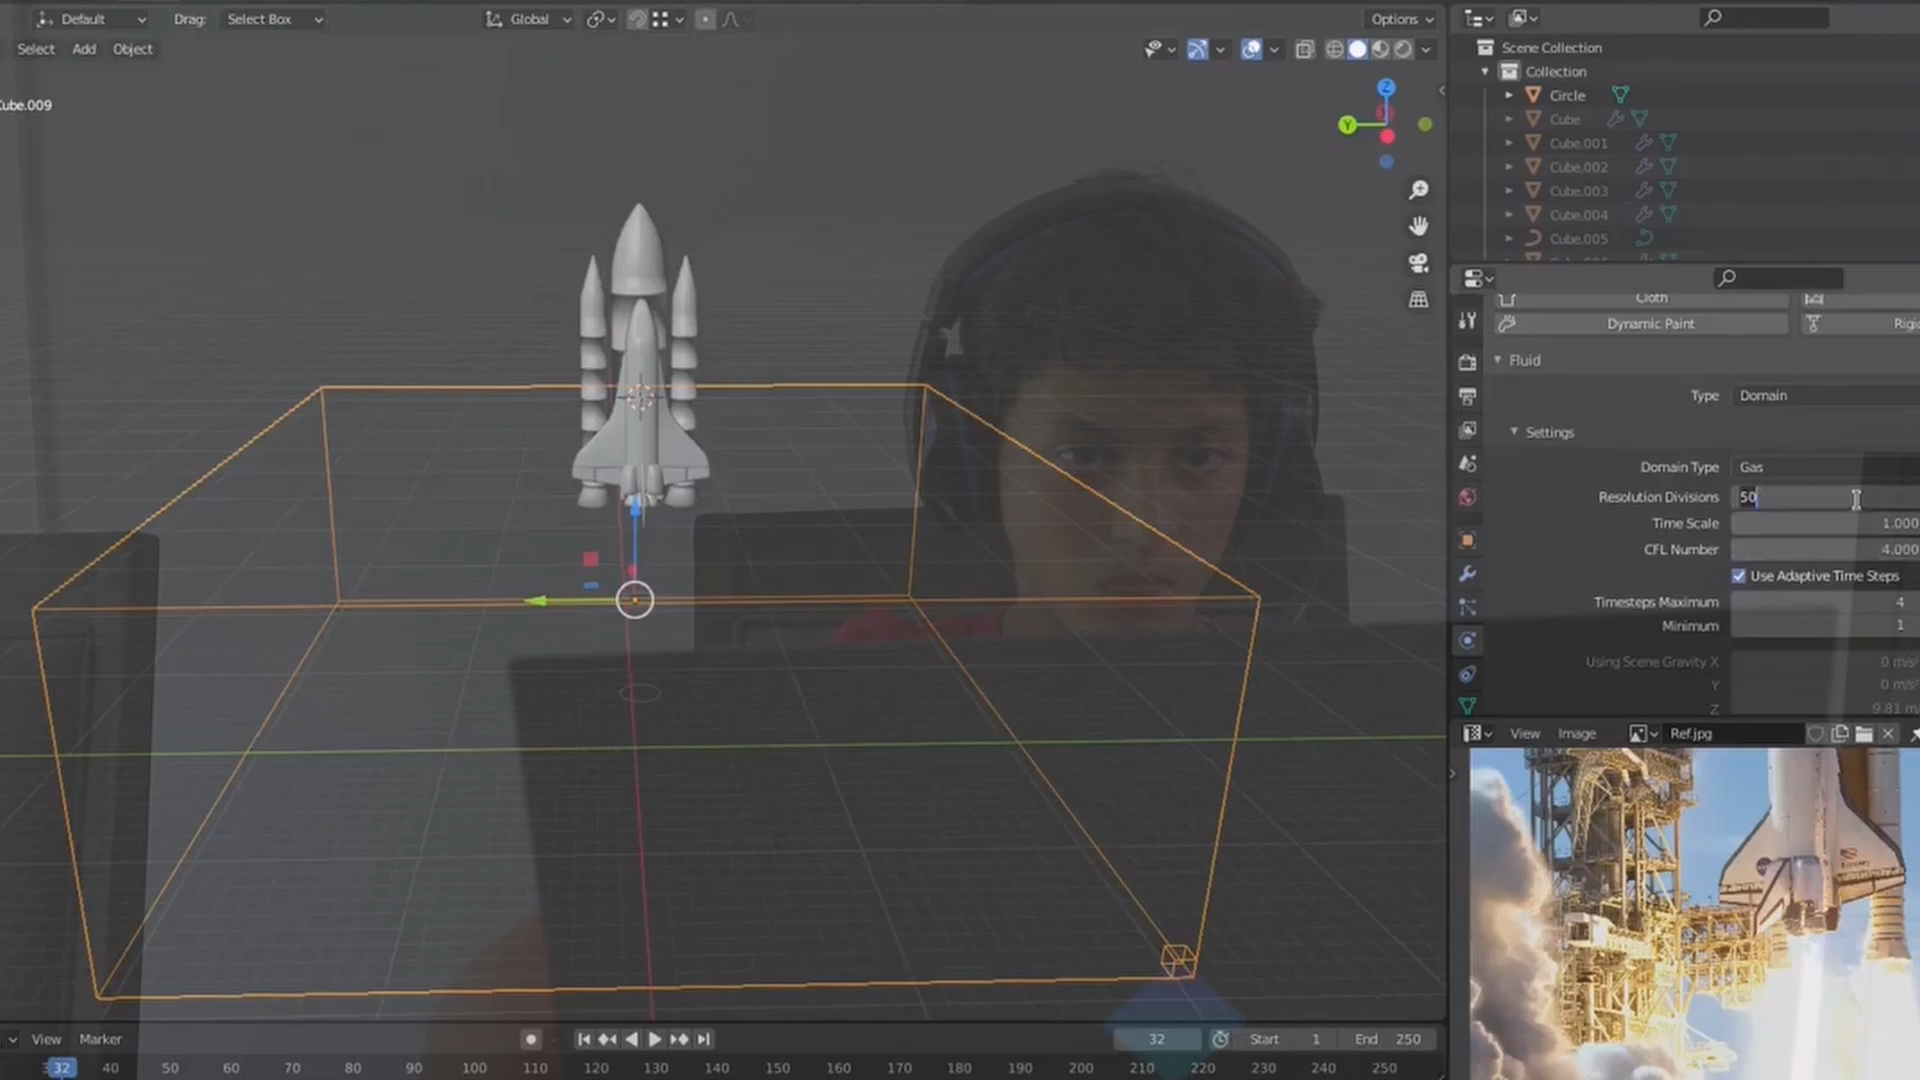 Default Drag: Select Box Global Options
Select Add Object
Cube.009
Z
Y
Scene Collection
Collection
Circle
Cube
Cube.001
Cube.002
Cube.003
Cube.004
Cube.005
Cloth
Dynamic Paint
Fluid
Type Domain
Settings
Domain Type Gas
Resolution Divisions 50
Time Scale 1.000
CFL Number 4.000
Use Adaptive Time Steps
Timesteps Maximum 4
Minimum 1
Using Scene Gravity X 0 m/s²
Y 0 m/s²
Z
View Image Ref.jpg
View Marker 32 Start 1 End 250
32 40 50 60 70 80 90 100 110 120 130 140 150 160 170 180 190 200 210 220 230 240 250